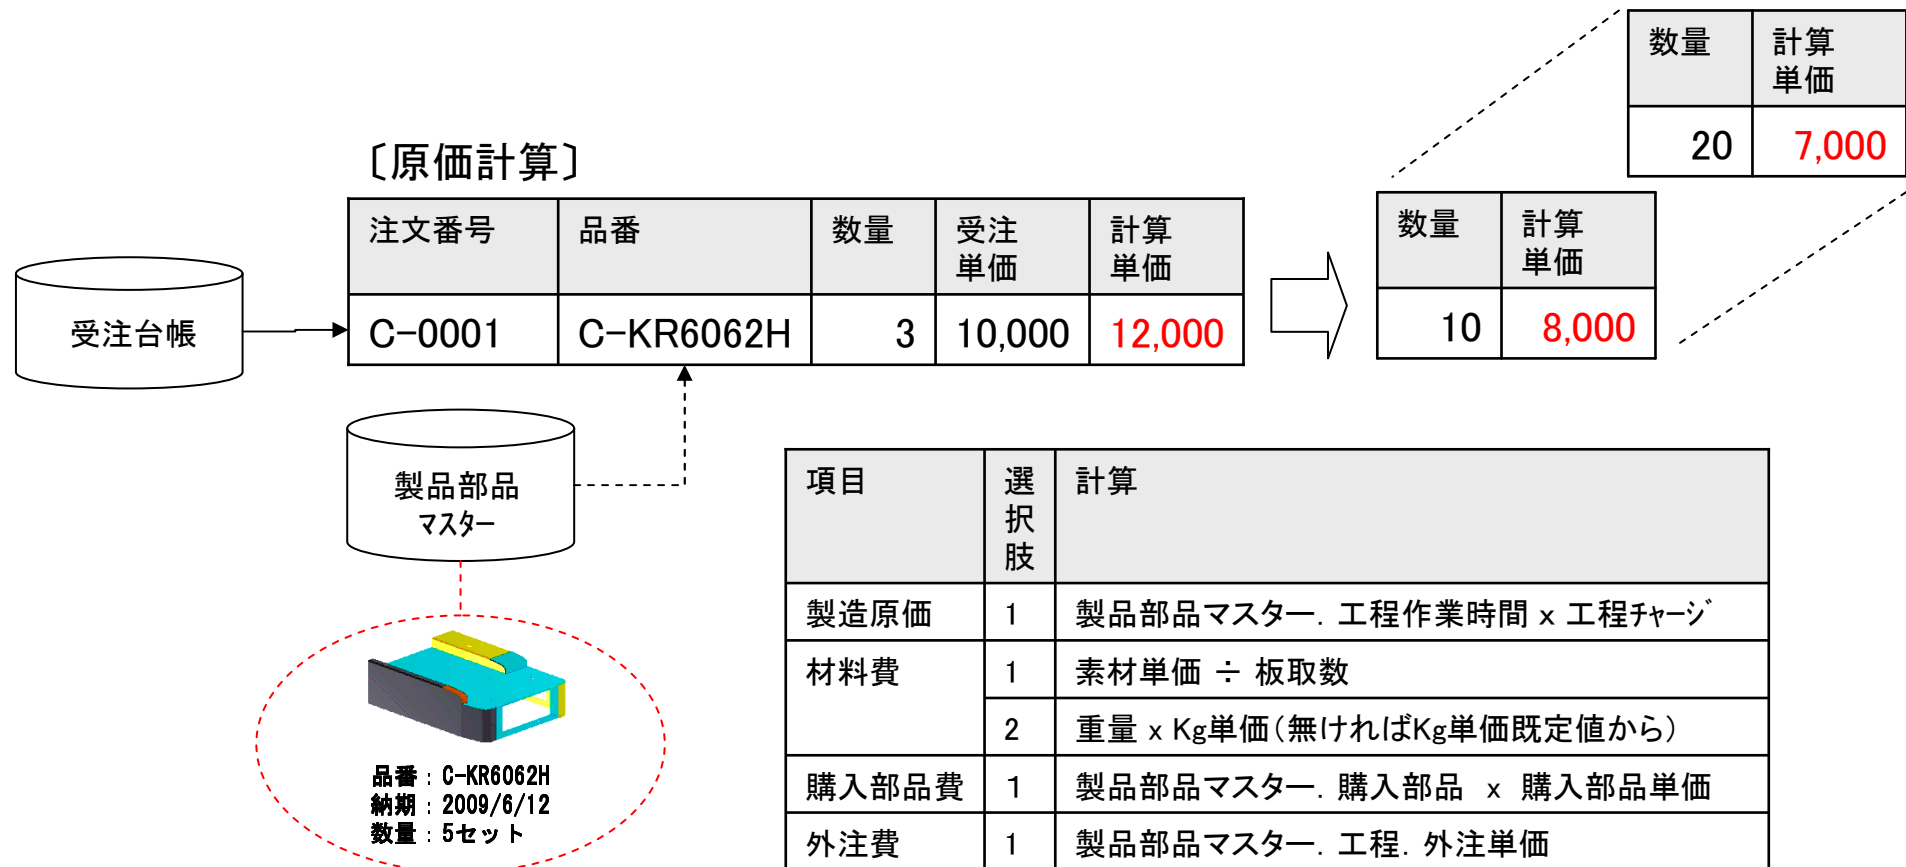 数量 計算
単価
20 7,000
〔原価計算〕
注文番号 品番 数量 受注 計算
単価 単価
C-0001 C-KR6062H 3 10,000 12,000
数量 計算
単価
10 8,000
受注台帳
製品部品
マスター
品番：C-KR6062H
納期：2009/6/12
数量：5セット
項目 選択肢 計算
製造原価 1 製品部品マスター．工程作業時間 x 工程ﾁｬｰｼﾞ
材料費 1 素材単価 ÷ 板取数
2 重量 x Kg単価（無ければKg単価既定値から）
購入部品費 1 製品部品マスター．購入部品 x 購入部品単価
外注費 1 製品部品マスター．工程．外注単価